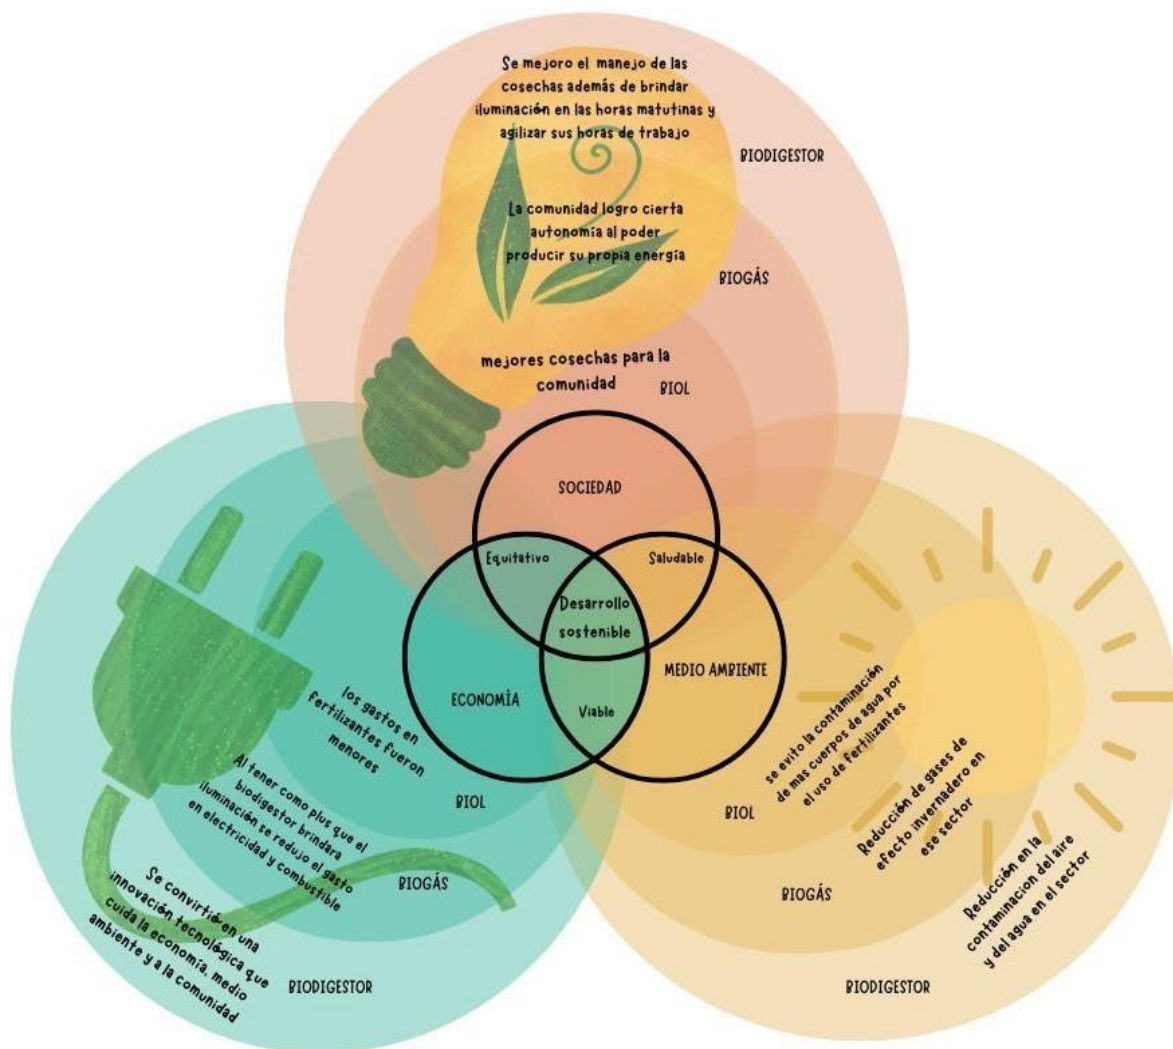 Se mejoro el manejo de las
cosechas además de brindar
iluminación en las horas matutinas y
agilizar sus horas de trabajo
BIODIGESTOR
La comunidad logro cierta
autonomía al poder
producir su propia energía
BIOGÁS
mejores cosechas para la
comunidad
BIOL
SOCIEDAD
Equitativo
Saludable
Desarrollo
sostenible
ECONOMÌA
MEDIO AMBIENTE
Viable
los gastos en
fertilizantes fueron
menores
BIOL
Al tener como plus que el
biodigestor brindara
iluminación se redujo el gasto
en electricidad y combustible
BIOGÁS
Se convirtió en una
innovación tecnológica que
cuida la economía, medio
ambiente y a la comunidad
BIODIGESTOR
se evito la contaminación
de mas cuerpos de agua por
el uso de fertilizantes
BIOL
Reducción de gases de
efecto invernadero en
ese sector
BIOGÁS
Reducción en la
contaminacion del aire
y del agua en el sector
BIODIGESTOR